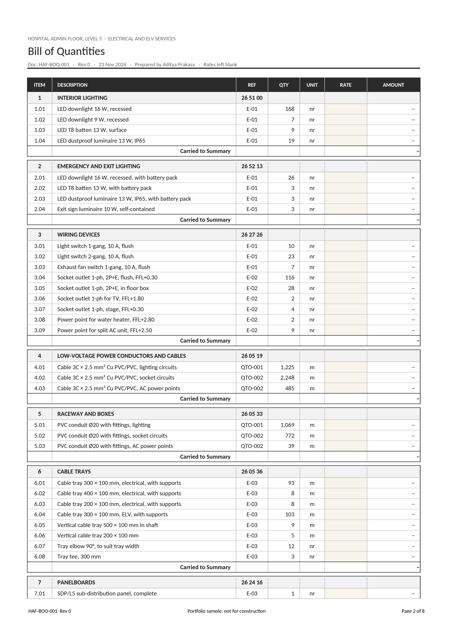 HOSPITAL ADMIN FLOOR, LEVEL 5 · ELECTRICAL AND ELV SERVICES
Bill of Quantities
Doc. HAF-BOQ-001 · Rev 0 · 23 Nov 2026 · Prepared by Aditya Prakasa · Rates left blank
ITEM DESCRIPTION REF QTY UNIT RATE AMOUNT
1 INTERIOR LIGHTING 26 51 00
1.01 LED downlight 16 W, recessed E-01 168 nr –
1.02 LED downlight 9 W, recessed E-01 7 nr –
1.03 LED T8 batten 13 W, surface E-01 9 nr –
1.04 LED dustproof luminaire 13 W, IP65 E-01 19 nr –
Carried to Summary –
2 EMERGENCY AND EXIT LIGHTING 26 52 13
2.01 LED downlight 16 W, recessed, with battery pack E-01 26 nr –
2.02 LED T8 batten 13 W, with battery pack E-01 3 nr –
2.03 LED dustproof luminaire 13 W, IP65, with battery pack E-01 3 nr –
2.04 Exit sign luminaire 10 W, self-contained E-01 3 nr –
Carried to Summary –
3 WIRING DEVICES 26 27 26
3.01 Light switch 1-gang, 10 A, flush E-01 10 nr –
3.02 Light switch 2-gang, 10 A, flush E-01 23 nr –
3.03 Exhaust fan switch 1-gang, 10 A, flush E-01 7 nr –
3.04 Socket outlet 1-ph, 2P+E, flush, FFL+0.30 E-02 116 nr –
3.05 Socket outlet 1-ph, 2P+E, in floor box E-02 28 nr –
3.06 Socket outlet 1-ph for TV, FFL+1.80 E-02 2 nr –
3.07 Socket outlet 1-ph, stage, FFL+0.30 E-02 4 nr –
3.08 Power point for water heater, FFL+2.80 E-02 2 nr –
3.09 Power point for split AC unit, FFL+2.50 E-02 9 nr –
Carried to Summary –
4 LOW-VOLTAGE POWER CONDUCTORS AND CABLES 26 05 19
4.01 Cable 3C × 2.5 mm² Cu PVC/PVC, lighting circuits QTO-001 1,225 m –
4.02 Cable 3C × 2.5 mm² Cu PVC/PVC, socket circuits QTO-002 2,248 m –
4.03 Cable 3C × 2.5 mm² Cu PVC/PVC, AC power points QTO-002 485 m –
Carried to Summary –
5 RACEWAY AND BOXES 26 05 33
5.01 PVC conduit Ø20 with fittings, lighting QTO-001 1,069 m –
5.02 PVC conduit Ø20 with fittings, socket circuits QTO-002 772 m –
5.03 PVC conduit Ø20 with fittings, AC power points QTO-002 39 m –
Carried to Summary –
6 CABLE TRAYS 26 05 36
6.01 Cable tray 300 × 100 mm, electrical, with supports E-03 93 m –
6.02 Cable tray 400 × 100 mm, electrical, with supports E-03 8 m –
6.03 Cable tray 200 × 100 mm, electrical, with supports E-03 8 m –
6.04 Cable tray 300 × 100 mm, ELV, with supports E-03 103 m –
6.05 Vertical cable tray 500 × 100 mm in shaft E-03 9 m –
6.06 Vertical cable tray 200 × 100 mm E-03 5 m –
6.07 Tray elbow 90°, to suit tray width E-03 12 nr –
6.08 Tray tee, 300 mm E-03 3 nr –
Carried to Summary –
7 PANELBOARDS 26 24 16
7.01 SDP/L5 sub-distribution panel, complete E-03 1 nr –
HAF-BOQ-001 Rev 0 Portfolio sample; not for construction Page 2 of 8